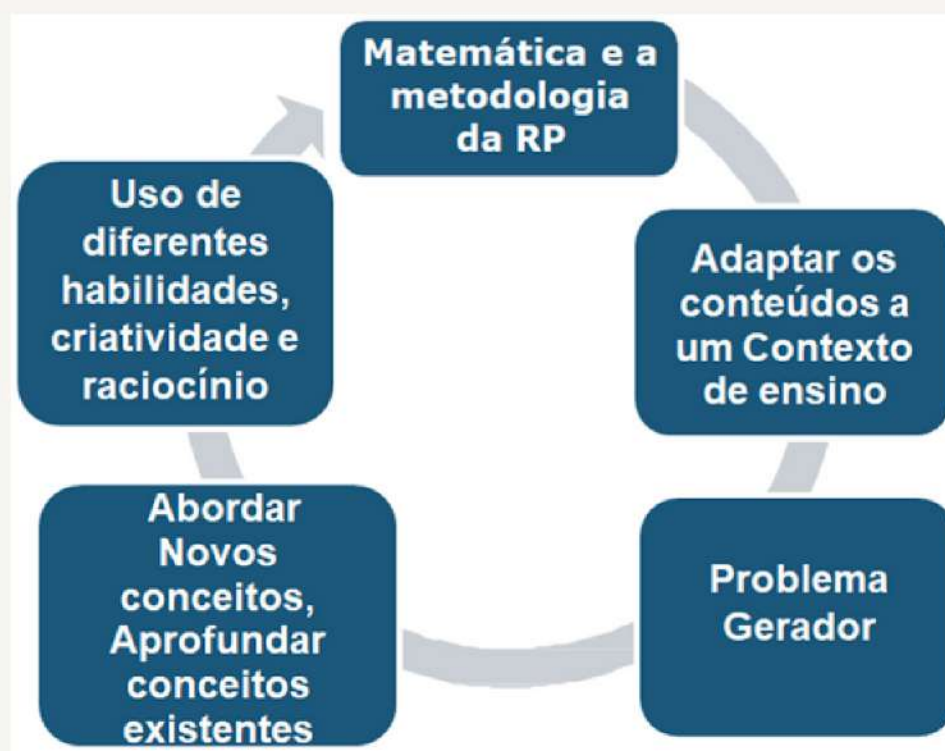 Matemática e a
metodologia
da RP
Adaptar os
conteúdos a
um Contexto
de ensino
Problema
Gerador
Abordar
Novos
conceitos,
Aprofundar
conceitos
existentes
Uso de
diferentes
habilidades,
criatividade e
raciocínio